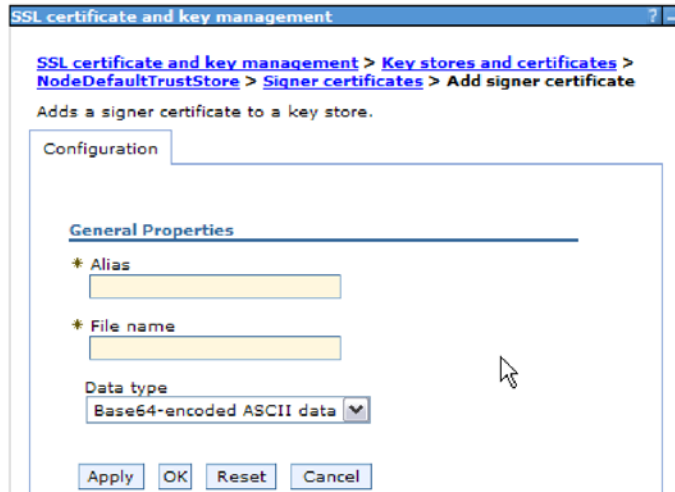 SSL certificate and key management ? –
SSL certificate and key management > Key stores and certificates >
NodeDefaultTrustStore > Signer certificates > Add signer certificate
Adds a signer certificate to a key store.
Configuration
General Properties
* Alias
* File name
Data type
Base64-encoded ASCII data
Apply OK Reset Cancel